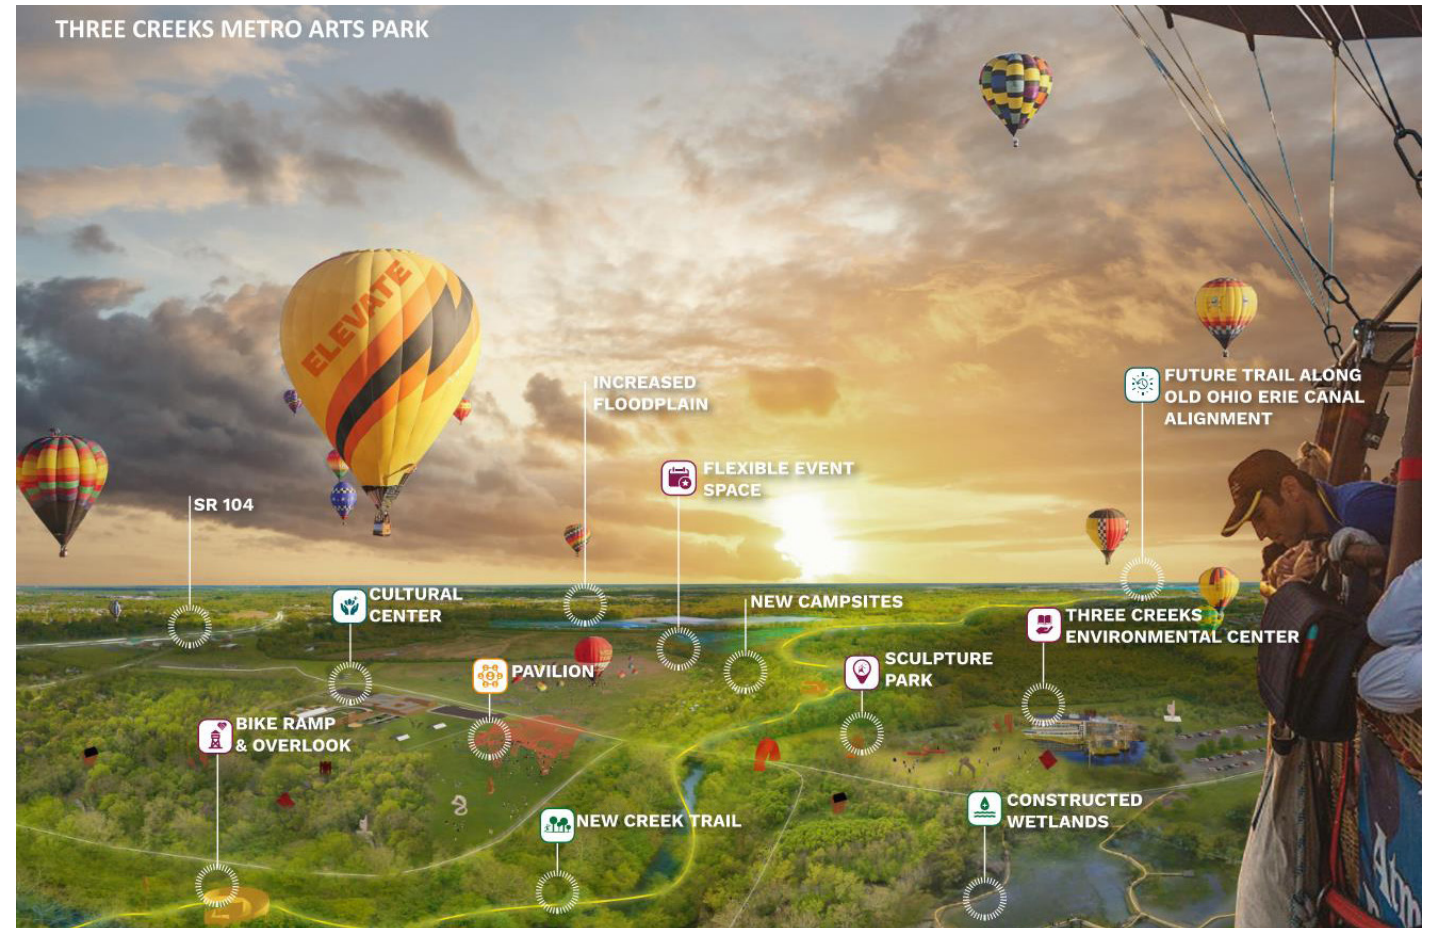 THREE CREEKS METRO ARTS PARK
ELEVATE
INCREASED
FLOODPLAIN
FUTURE TRAIL ALONG
OLD OHIO ERIE CANAL
ALIGNMENT
FLEXIBLE EVENT
SPACE
SR 104
CULTURAL
CENTER
NEW CAMPSITES
THREE CREEKS
ENVIRONMENTAL CENTER
PAVILION
SCULPTURE
PARK
BIKE RAMP
& OVERLOOK
NEW CREEK TRAIL
CONSTRUCTED
WETLANDS